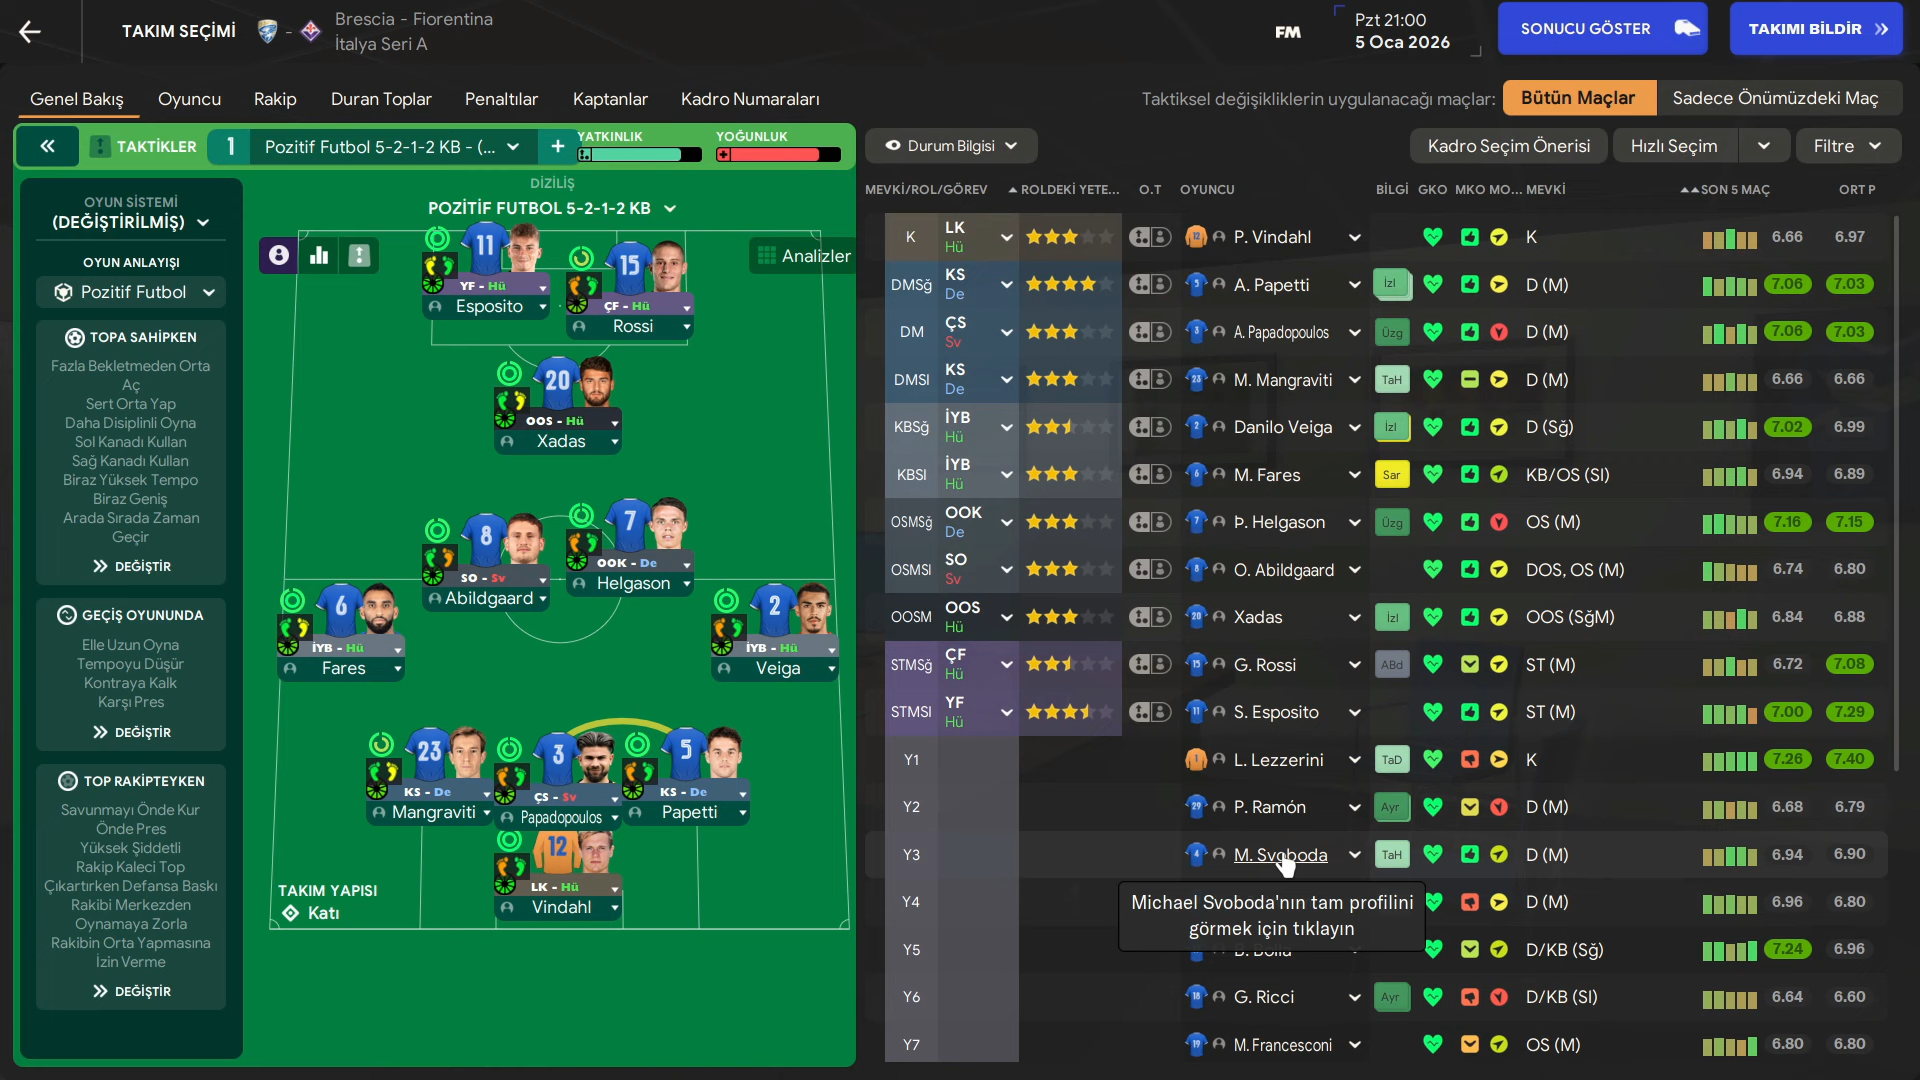 TAKIM SEÇİMİ
Brescia - Fiorentina
İtalya Seri A
FM
Pzt 21:00
5 Oca 2026
SONUCU GÖSTER
TAKIMI BİLDİR
Genel Bakış
Oyuncu
Rakip
Duran Toplar
Penaltılar
Kaptanlar
Kadro Numaraları
Taktiksel değişikliklerin uygulanacağı maçlar:
Bütün Maçlar
Sadece Önümüzdeki Maç
TAKTİKLER
1
Pozitif Futbol 5-2-1-2 KB - (...
YATKINLIK
YOĞUNLUK
OYUN SİSTEMİ
(DEĞİŞTİRİLMİŞ)
OYUN ANLAYIŞI
Pozitif Futbol
TOPA SAHİPKEN
Fazla Bekletmeden Orta
Aç
Sert Orta Yap
Daha Disiplinli Oyna
Sol Kanadı Kullan
Sağ Kanadı Kullan
Biraz Yüksek Tempo
Biraz Geniş
Arada Sırada Zaman
Geçir
DEĞİŞTİR
GEÇİŞ OYUNUNDA
Elle Uzun Oyna
Tempoyu Düşür
Kontraya Kalk
Karşı Pres
DEĞİŞTİR
TOP RAKİPTEYKEN
Savunmayı Önde Kur
Önde Pres
Yüksek Şiddetli
Rakip Kaleci Top
Çıkartırken Defansa Baskı
Rakibi Merkezden
Oynamaya Zorla
Rakibin Orta Yapmasına
İzin Verme
DEĞİŞTİR
DİZİLİŞ
POZİTİF FUTBOL 5-2-1-2 KB
Analizler
11
YF - Hü
Esposito
15
ÇF - Hü
Rossi
20
OOS - Hü
Xadas
8
SO - Sv
Abildgaard
7
OOK - De
Helgason
6
İYB - Hü
Fares
2
İYB - Hü
Veiga
23
KS - De
Mangraviti
3
ÇS - Sv
Papadopoulos
5
KS - De
Papetti
12
LK - Hü
Vindahl
TAKIM YAPISI
Katı
Durum Bilgisi
Kadro Seçim Önerisi
Hızlı Seçim
Filtre
MEVKİ/ROL/GÖREV ROLDEKİ YETE... O.T OYUNCU BİLGİ GKO MKO MO... MEVKİ SON 5 MAÇ ORT P
K LK Hü 12 P. Vindahl K 6.66 6.97
DMSğ KS De 5 A. Papetti İzl D (M) 7.06 7.03
DM ÇS Sv 3 A. Papadopoulos Üzg D (M) 7.06 7.03
DMSl KS De 23 M. Mangraviti TaH D (M) 6.66 6.66
KBSğ İYB Hü 2 Danilo Veiga İzl D (Sğ) 7.02 6.99
KBSl İYB Hü 6 M. Fares Sar KB/OS (Sl) 6.94 6.89
OSMSğ OOK De 7 Þ. Helgason Üzg OS (M) 7.16 7.15
OSMSl SO Sv 8 O. Abildgaard DOS, OS (M) 6.74 6.80
OOSM OOS Hü 20 Xadas İzl OOS (SğM) 6.84 6.88
STMSğ ÇF Hü 15 G. Rossi ABd ST (M) 6.72 7.08
STMSl YF Hü 11 S. Esposito ST (M) 7.00 7.29
Y1 1 L. Lezzerini TaD K 7.26 7.40
Y2 29 P. Ramón Ayr D (M) 6.68 6.79
Y3 4 M. Svoboda TaH D (M) 6.94 6.90
Y4 D (M) 6.96 6.80
Michael Svoboda'nın tam profilini
görmek için tıklayın
Y5 D/KB (Sğ) 7.24 6.96
Y6 18 G. Ricci Ayr D/KB (Sl) 6.64 6.60
Y7 19 M. Francesconi OS (M) 6.80 6.80